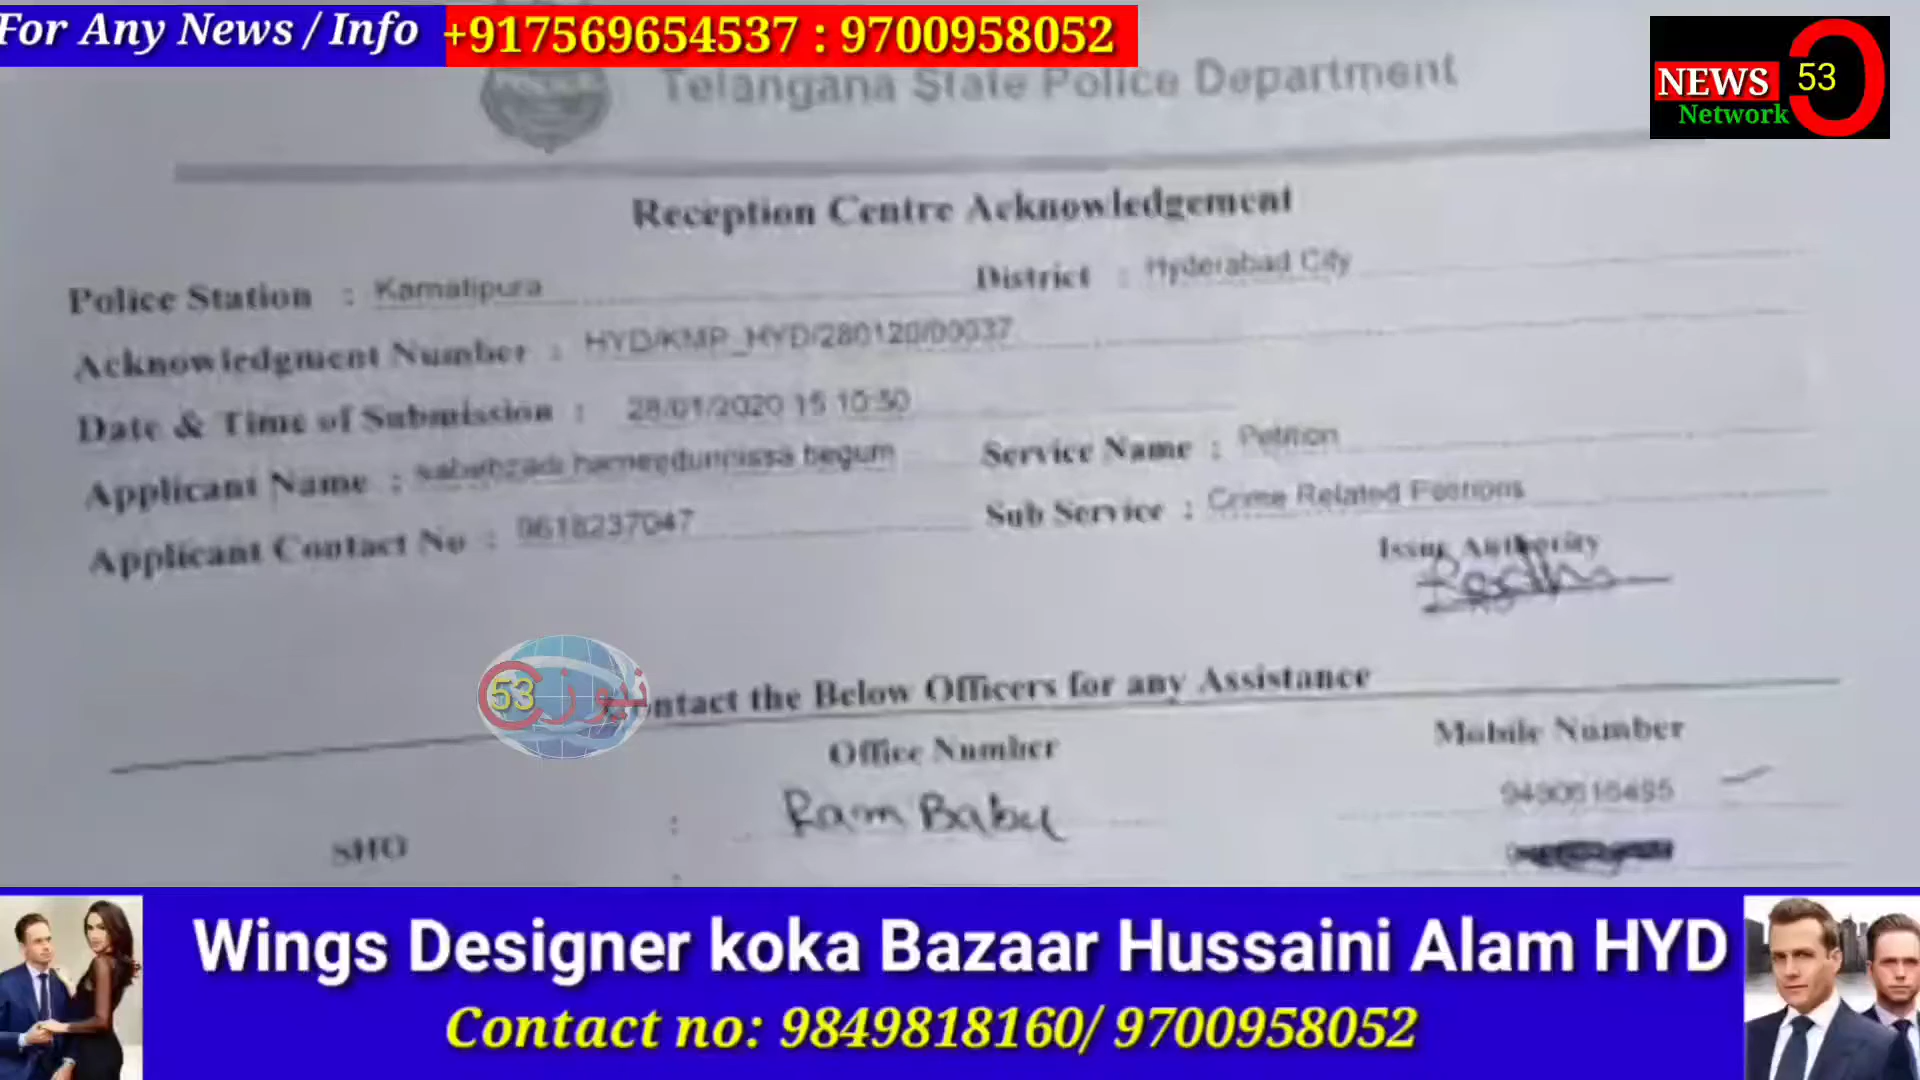 For Any News / Info +917569654537 : 9700958052
NEWS 53
Network
Telangana State Police Department
Reception Centre Acknowledgement
Police Station : Kamatipura District : Hyderabad City
Acknowledgment Number : HYD/KMP_HYD/280120/00037
Date & Time of Submission : 28/01/2020 15 10:50
Applicant Name : sahebzadi hameedunnissa begum Service Name : Petition
Applicant Contact No : 9618237047 Sub Service : Crime Related Petitions
Issue Authority
53 نیوز
Contact the Below Officers for any Assistance
Office Number Mobile Number
SHO : Ram Babu
Wings Designer koka Bazaar Hussaini Alam HYD
Contact no: 9849818160/ 9700958052